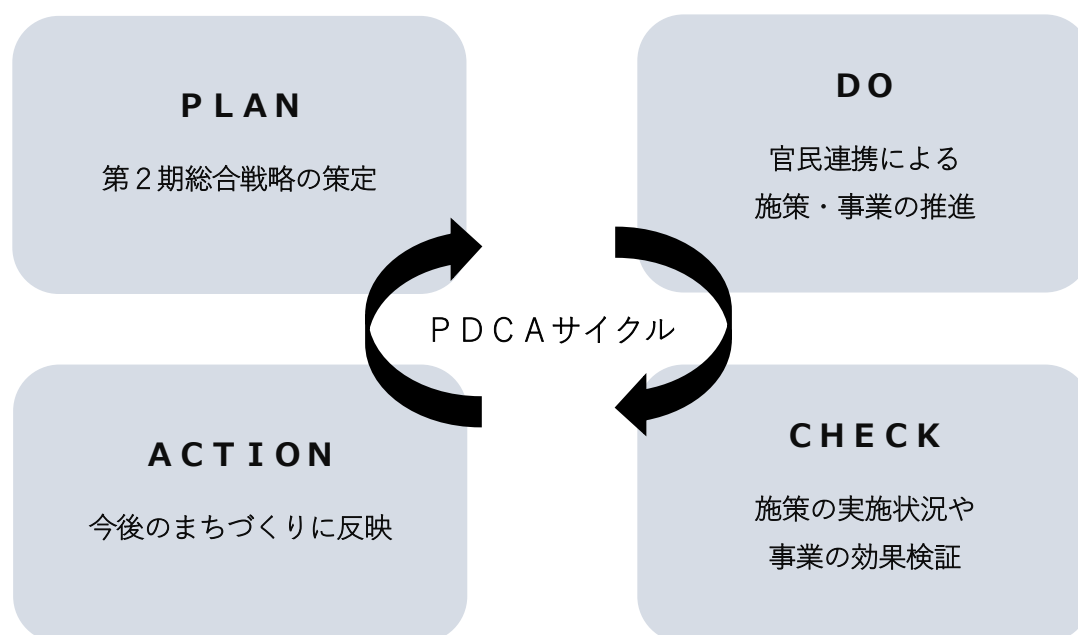 ＰＬＡＮ
第２期総合戦略の策定
ＤＯ
官民連携による
施策・事業の推進
ＰＤＣＡサイクル
ＡＣＴＩＯＮ
今後のまちづくりに反映
ＣＨＥＣＫ
施策の実施状況や
事業の効果検証